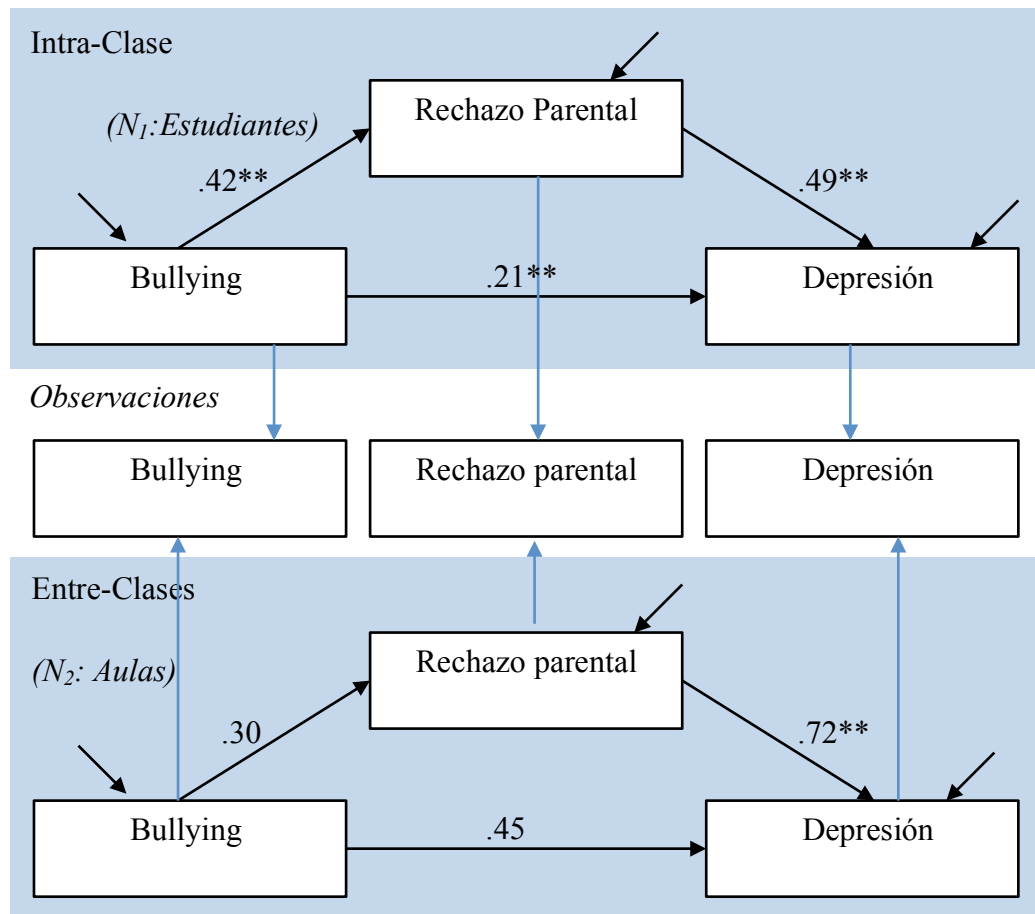 Intra-Clase
Rechazo Parental
(N1:Estudiantes)
.42**
.49**
Bullying
.21**
Depresión
Observaciones
Bullying
Rechazo parental
Depresión
Entre-Clases
Rechazo parental
(N2: Aulas)
.30
.72**
Bullying
.45
Depresión